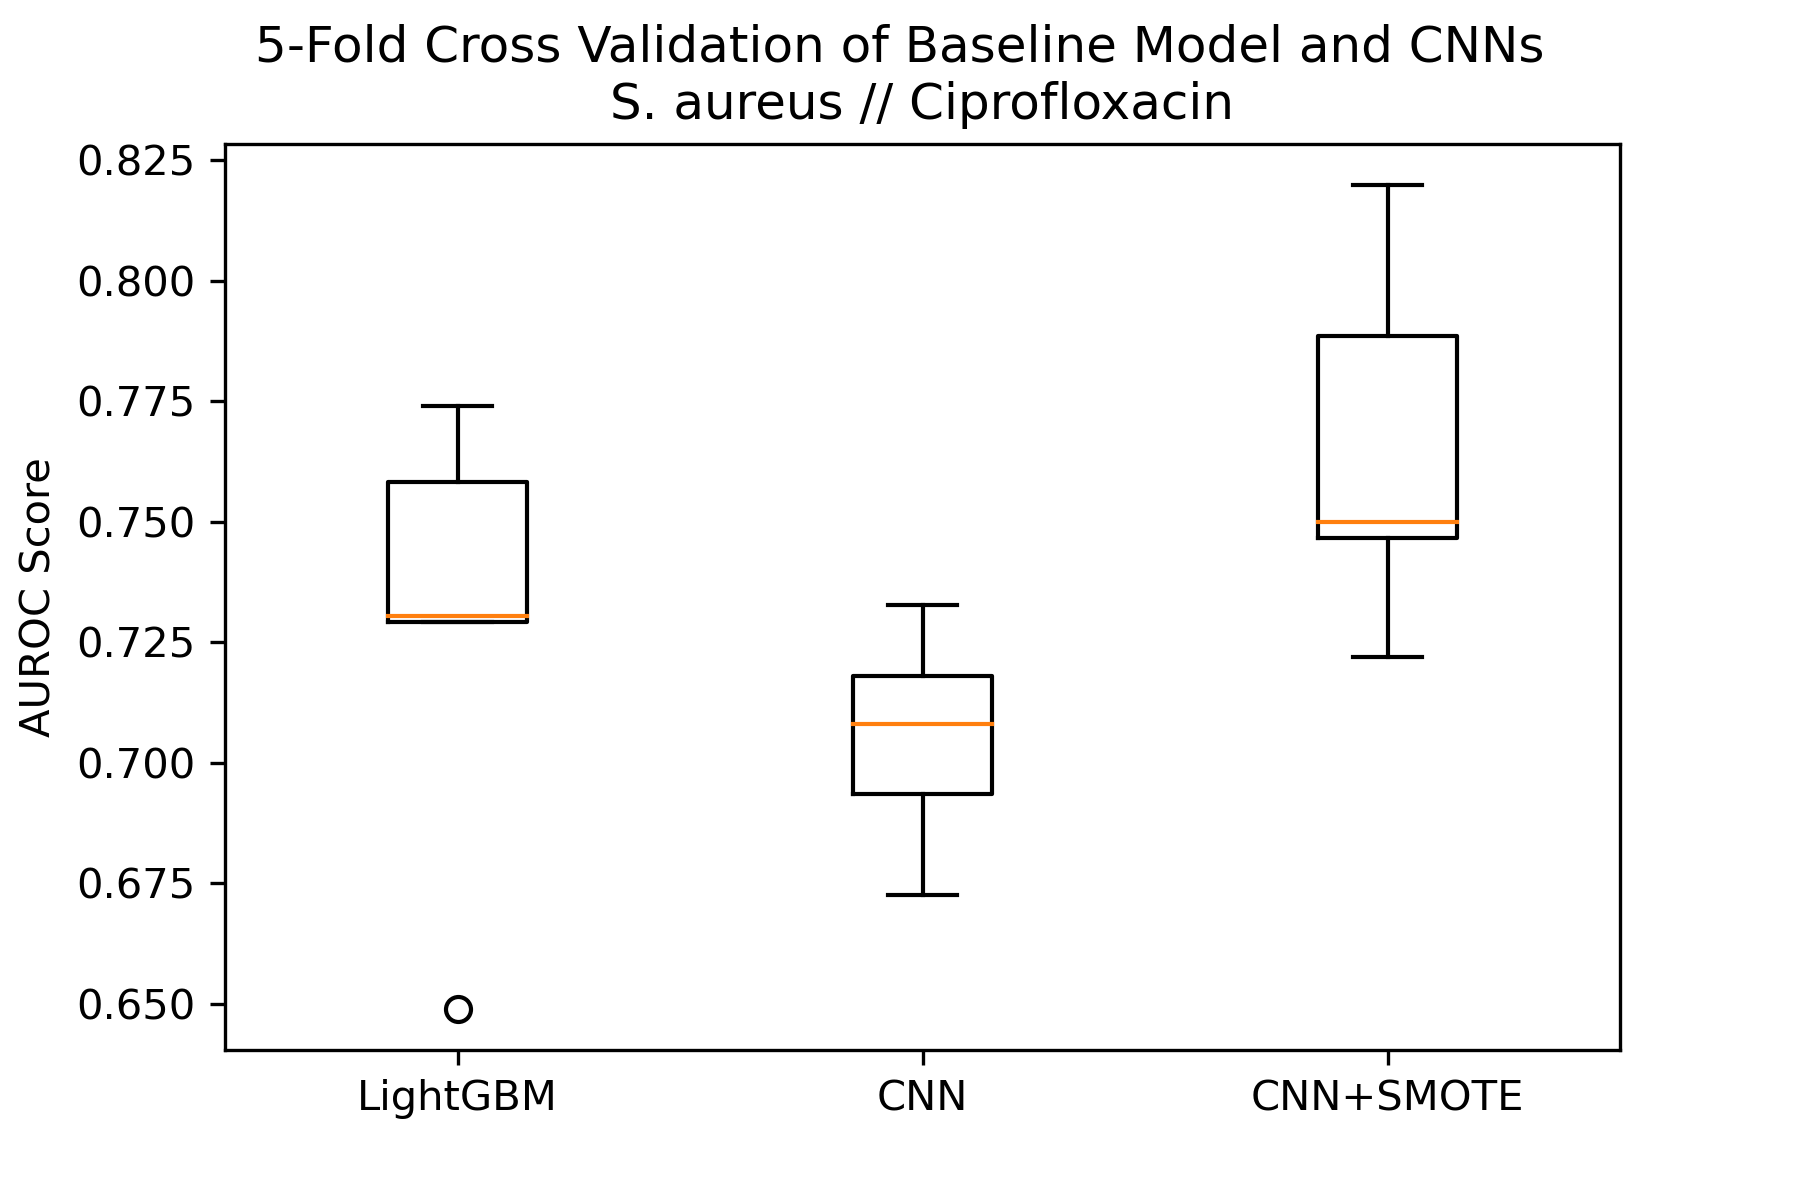 5-Fold Cross Validation of Baseline Model and CNNs
S. aureus // Ciprofloxacin
AUROC Score
0.825
0.800
0.775
0.750
0.725
0.700
0.675
0.650
LightGBM
CNN
CNN+SMOTE